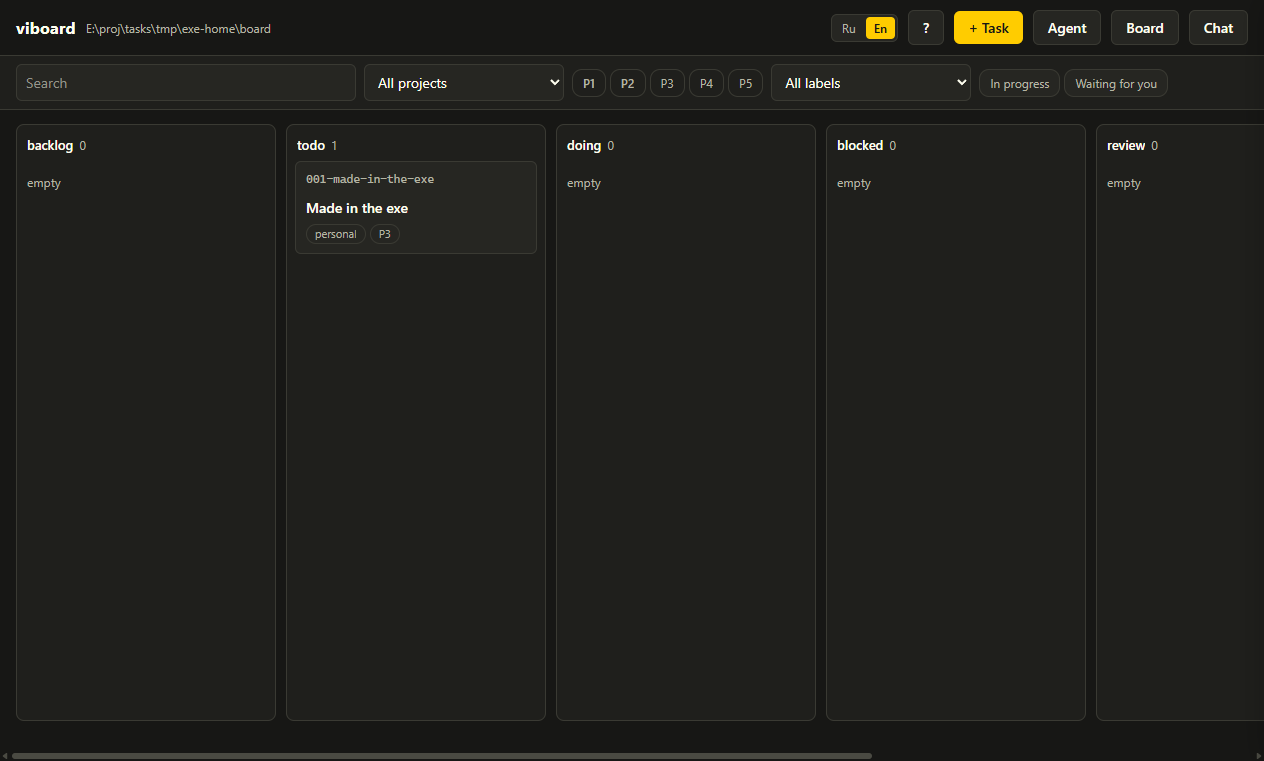 viboard E:\proj\tasks\tmp\exe-home\board Ru En ? + Task Agent Board Chat
Search All projects P1 P2 P3 P4 P5 All labels In progress Waiting for you
backlog 0
empty
todo 1
001-made-in-the-exe
Made in the exe
personal P3
doing 0
empty
blocked 0
empty
review 0
empty